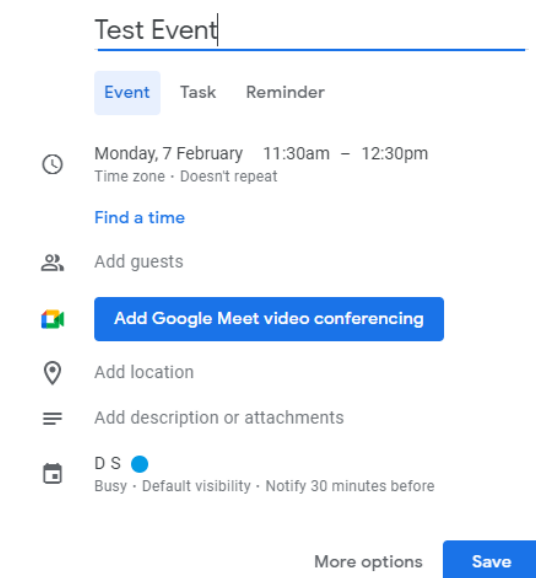 Test Event
Event Task Reminder
Monday, 7 February 11:30am – 12:30pm
Time zone · Doesn't repeat
Find a time
Add guests
Add Google Meet video conferencing
Add location
Add description or attachments
D S
Busy · Default visibility · Notify 30 minutes before
More options Save